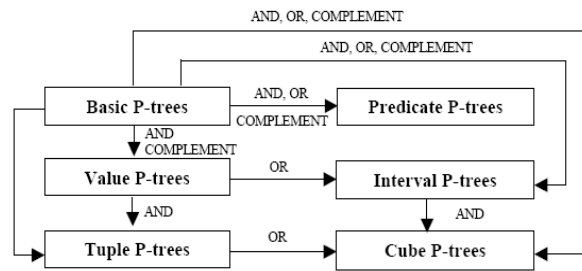 AND, OR, COMPLEMENT
AND, OR, COMPLEMENT
Basic P-trees
AND, OR
COMPLEMENT
Predicate P-trees
AND
COMPLEMENT
Value P-trees
OR
Interval P-trees
AND
AND
Tuple P-trees
OR
Cube P-trees